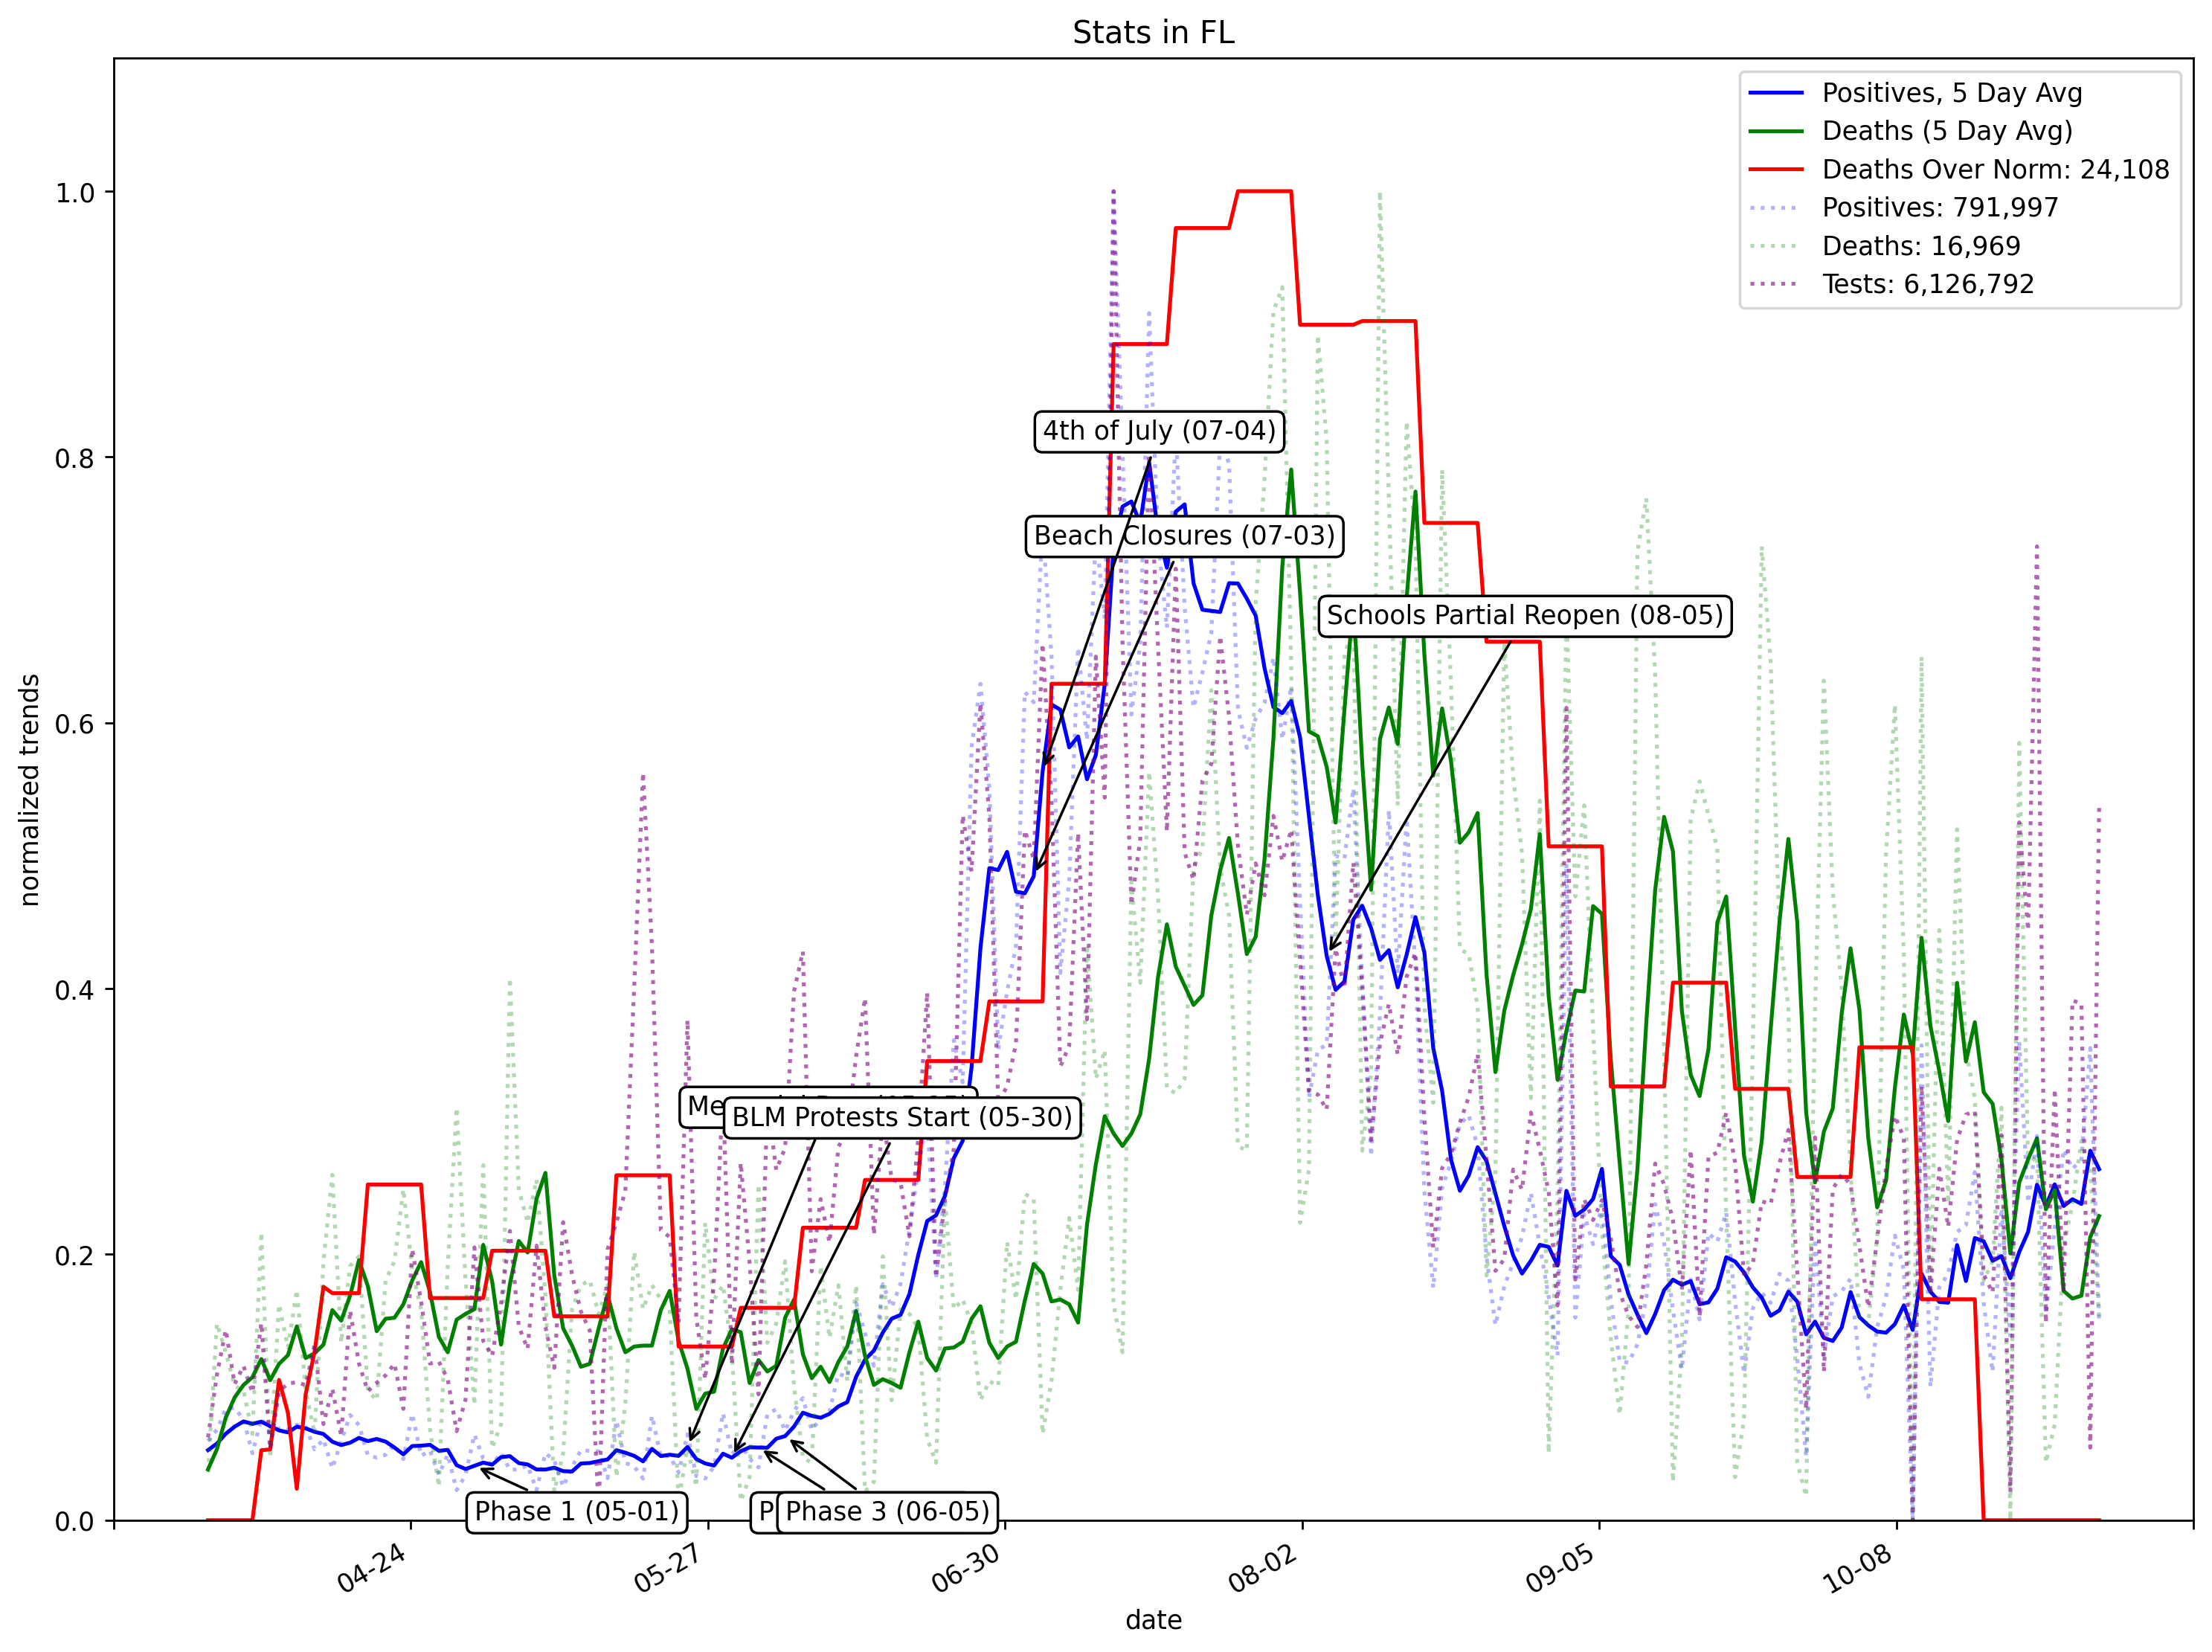 Stats in FL
Positives, 5 Day Avg
Deaths (5 Day Avg)
Deaths Over Norm: 24,108
Positives: 791,997
Deaths: 16,969
Tests: 6,126,792
1.0
0.8
0.6
0.4
0.2
0.0
normalized trends
4th of July (07-04)
Beach Closures (07-03)
Schools Partial Reopen (08-05)
BLM Protests Start (05-30)
Phase 1 (05-01)
Phase 3 (06-05)
04-24
05-27
06-30
08-02
09-05
10-08
date